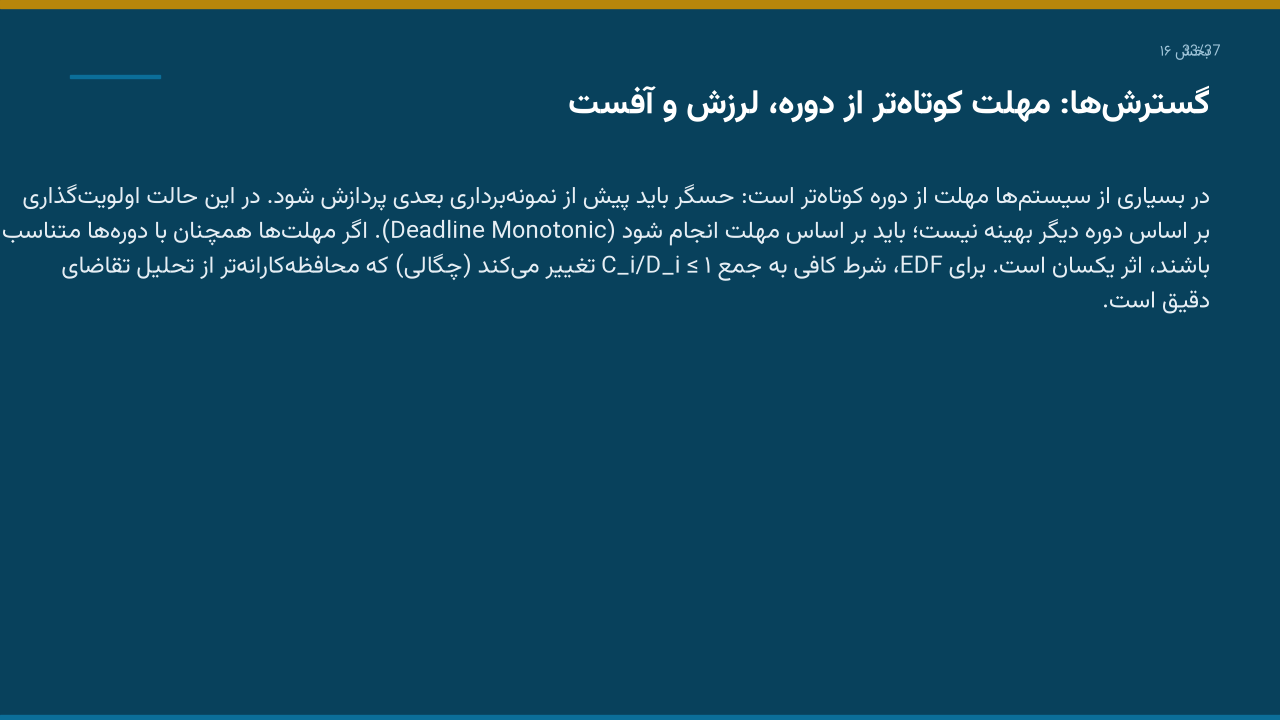 بخش ۱۶
33/37
گسترش‌ها: مهلت کوتاه‌تر از دوره، لرزش و آفست
در بسیاری از سیستم‌ها مهلت از دوره کوتاه‌تر است: حسگر باید پیش از نمونه‌برداری بعدی پردازش شود. در این حالت اولویت‌گذاری
بر اساس دوره دیگر بهینه نیست؛ باید بر اساس مهلت انجام شود (Deadline Monotonic). اگر مهلت‌ها همچنان با دوره‌ها متناسب
باشند، اثر یکسان است. برای EDF، شرط کافی به جمع C_i/D_i ≤ ۱ تغییر می‌کند (چگالی) که محافظه‌کارانه‌تر از تحلیل تقاضای
دقیق است.